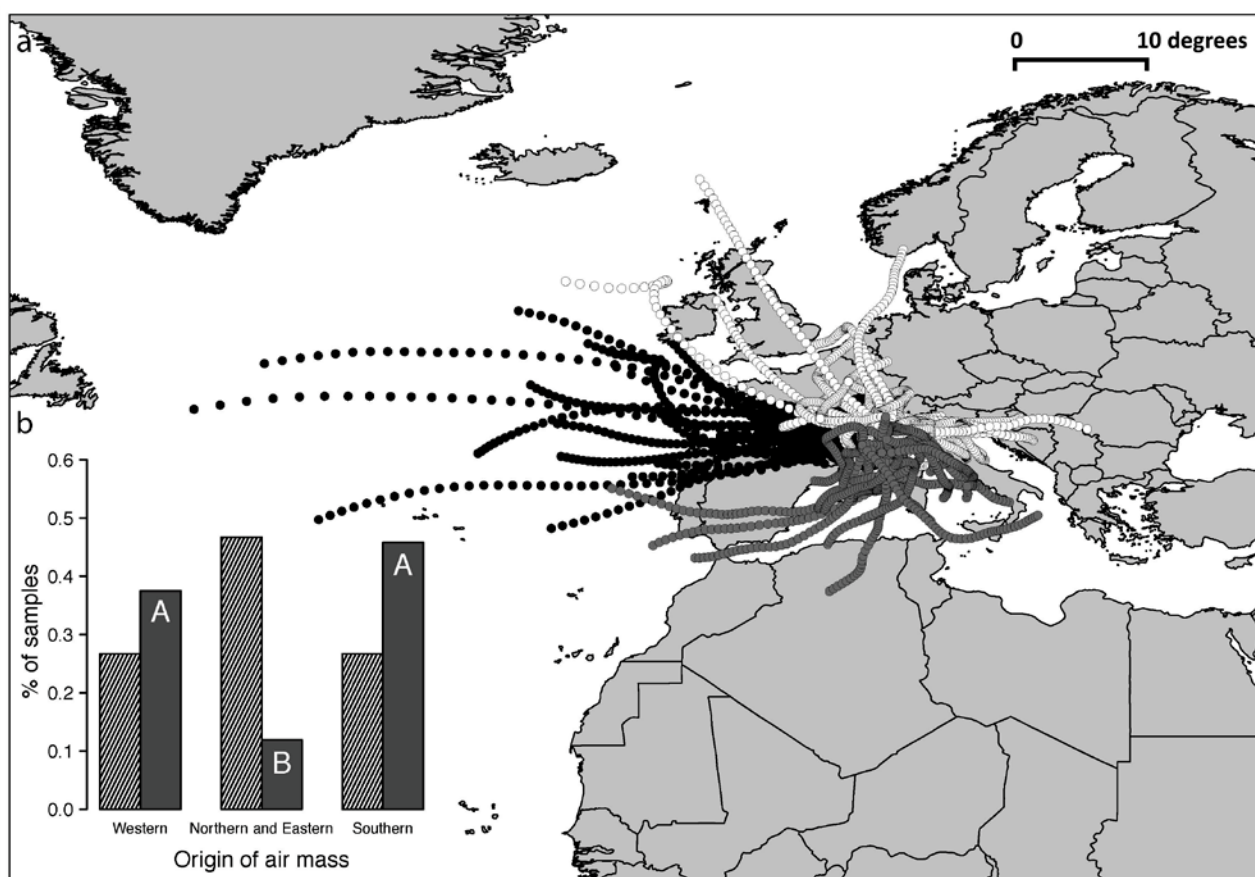 a
0 10 degrees
b
0.6
0.5
0.4
0.3
0.2
0.1
0.0
% of samples
A
B
A
Western Northern and Eastern Southern
Origin of air mass